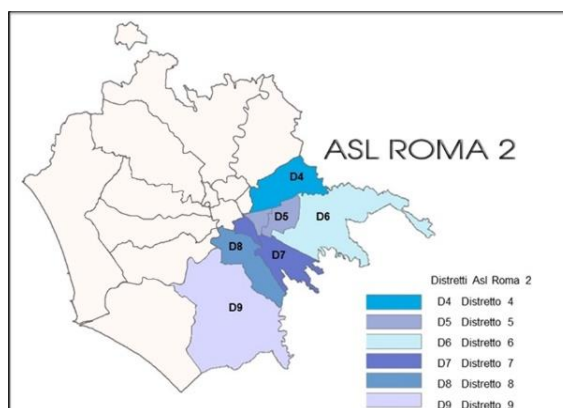 ASL ROMA 2
D4
D5
D6
D8
D7
D9
Distretti Asl Roma 2
D4 Distretto 4
D5 Distretto 5
D6 Distretto 6
D7 Distretto 7
D8 Distretto 8
D9 Distretto 9